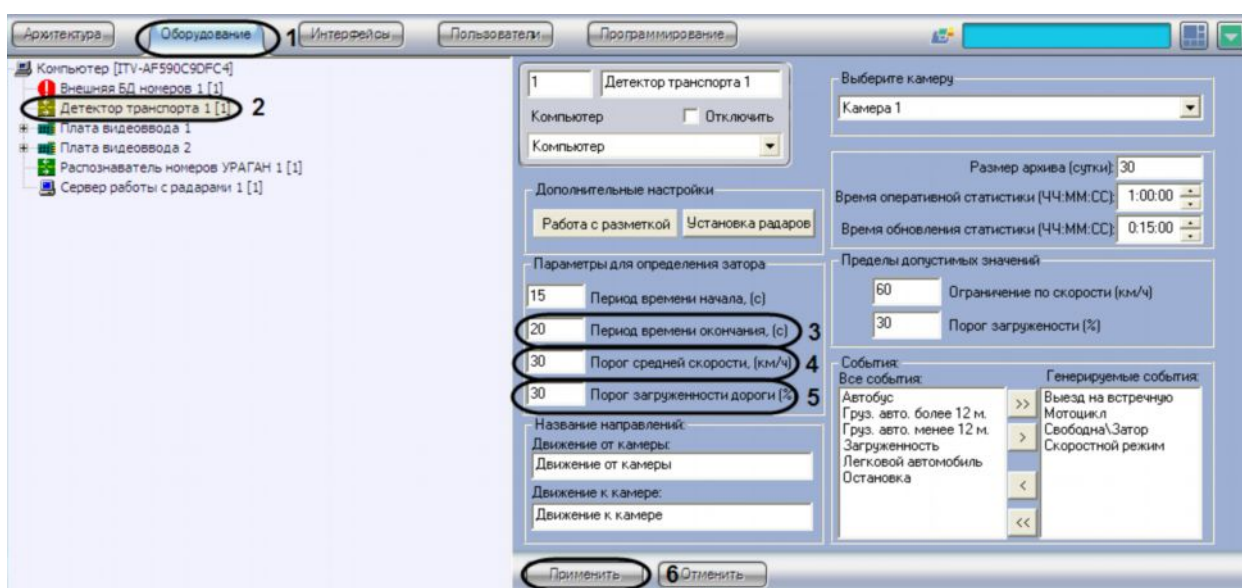 Архитектура Оборудование 1 Интерфейсы Пользователи Программирование
Компьютер [ITV-AF590C9DFC4]
Внешняя БД номеров 1 [1]
Детектор транспорта 1 [1] 2
Плата видеоввода 1
Плата видеоввода 2
Распознаватель номеров УРАГАН 1 [1]
Сервер работы с радарами 1 [1]
1 Детектор транспорта 1
Компьютер Отключить
Компьютер
Дополнительные настройки
Работа с разметкой Установка радаров
Параметры для определения затора
15 Период времени начала, (с)
20 Период времени окончания, (с) 3
30 Порог средней скорости, (км/ч) 4
30 Порог загруженности дороги (% 5
Название направлений:
Движение от камеры:
Движение от камеры
Движение к камере:
Движение к камере
Выберите камеру
Камера 1
Размер архива (сутки): 30
Время оперативной статистики (ЧЧ:ММ:СС): 1:00:00
Время обновления статистики (ЧЧ:ММ:СС): 0:15:00
Пределы допустимых значений
60 Ограничение по скорости (км/ч)
30 Порог загружености (%)
События:
Все события: Генерируемые события:
Автобус >> Выезд на встречную
Груз. авто. более 12 м. Мотоцикл
Груз. авто. менее 12 м. > Свободна\Затор
Загруженность Скоростной режим
Легковой автомобиль
Остановка <
<<
Применить 6 Отменить